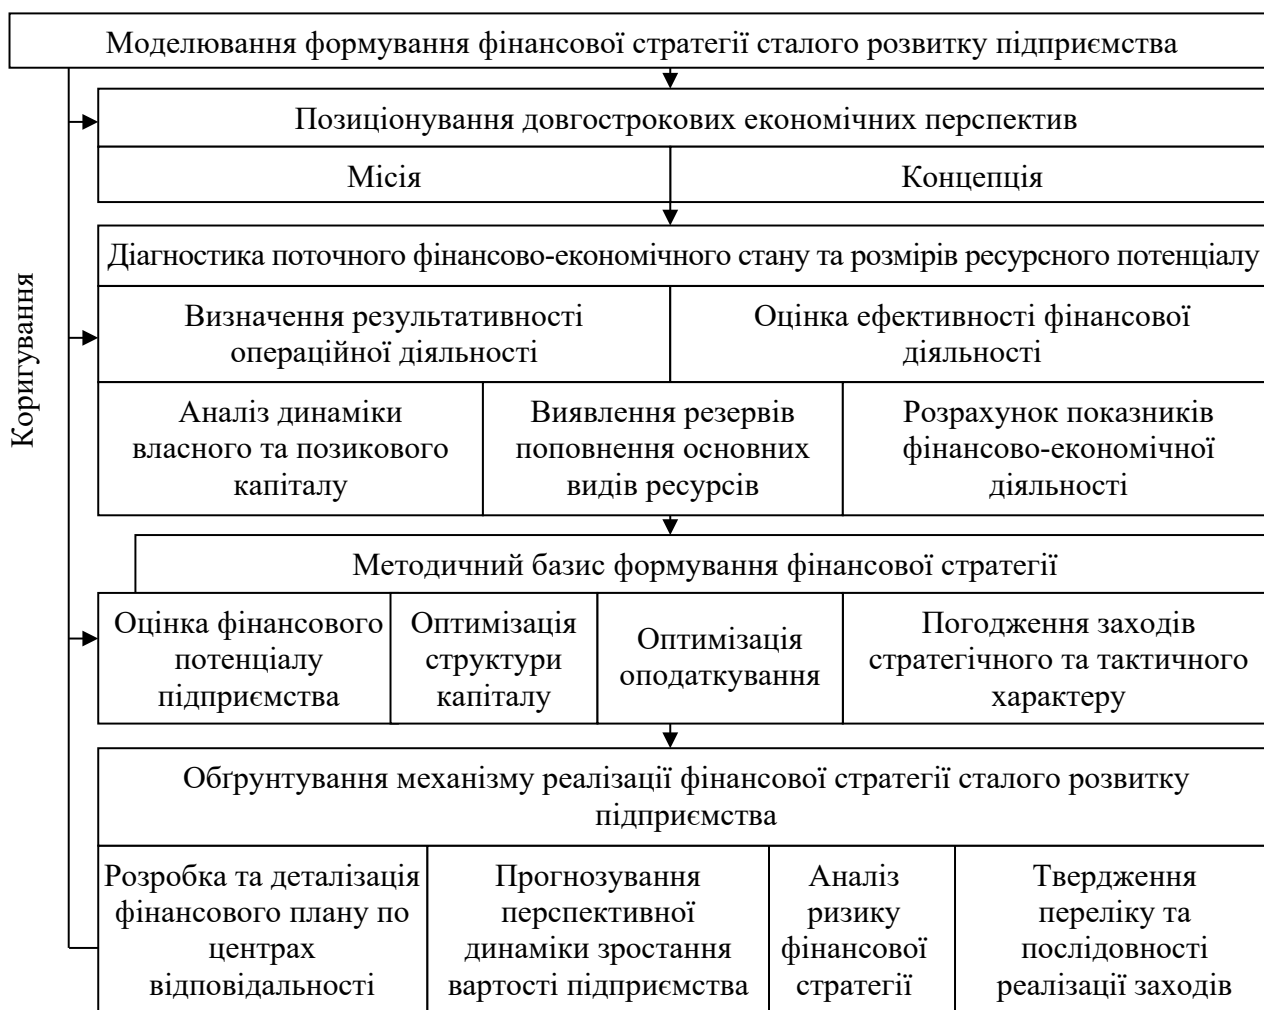 Моделювання формування фінансової стратегії сталого розвитку підприємства
Позиціонування довгострокових економічних перспектив
Місія
Концепція
Діагностика поточного фінансово-економічного стану та розмірів ресурсного потенціалу
Коригування
Визначення результативності
операційної діяльності
Оцінка ефективності фінансової
діяльності
Аналіз динаміки
власного та позикового
капіталу
Виявлення резервів
поповнення основних
видів ресурсів
Розрахунок показників
фінансово-економічної
діяльності
Методичний базис формування фінансової стратегії
Оцінка фінансового
потенціалу
підприємства
Оптимізація
структури
капіталу
Оптимізація
оподаткування
Погодження заходів
стратегічного та тактичного
характеру
Обґрунтування механізму реалізації фінансової стратегії сталого розвитку
підприємства
Розробка та деталізація
фінансового плану по
центрах
відповідальності
Прогнозування
перспективної
динаміки зростання
вартості підприємства
Аналіз
ризику
фінансової
стратегії
Твердження
переліку та
послідовності
реалізації заходів